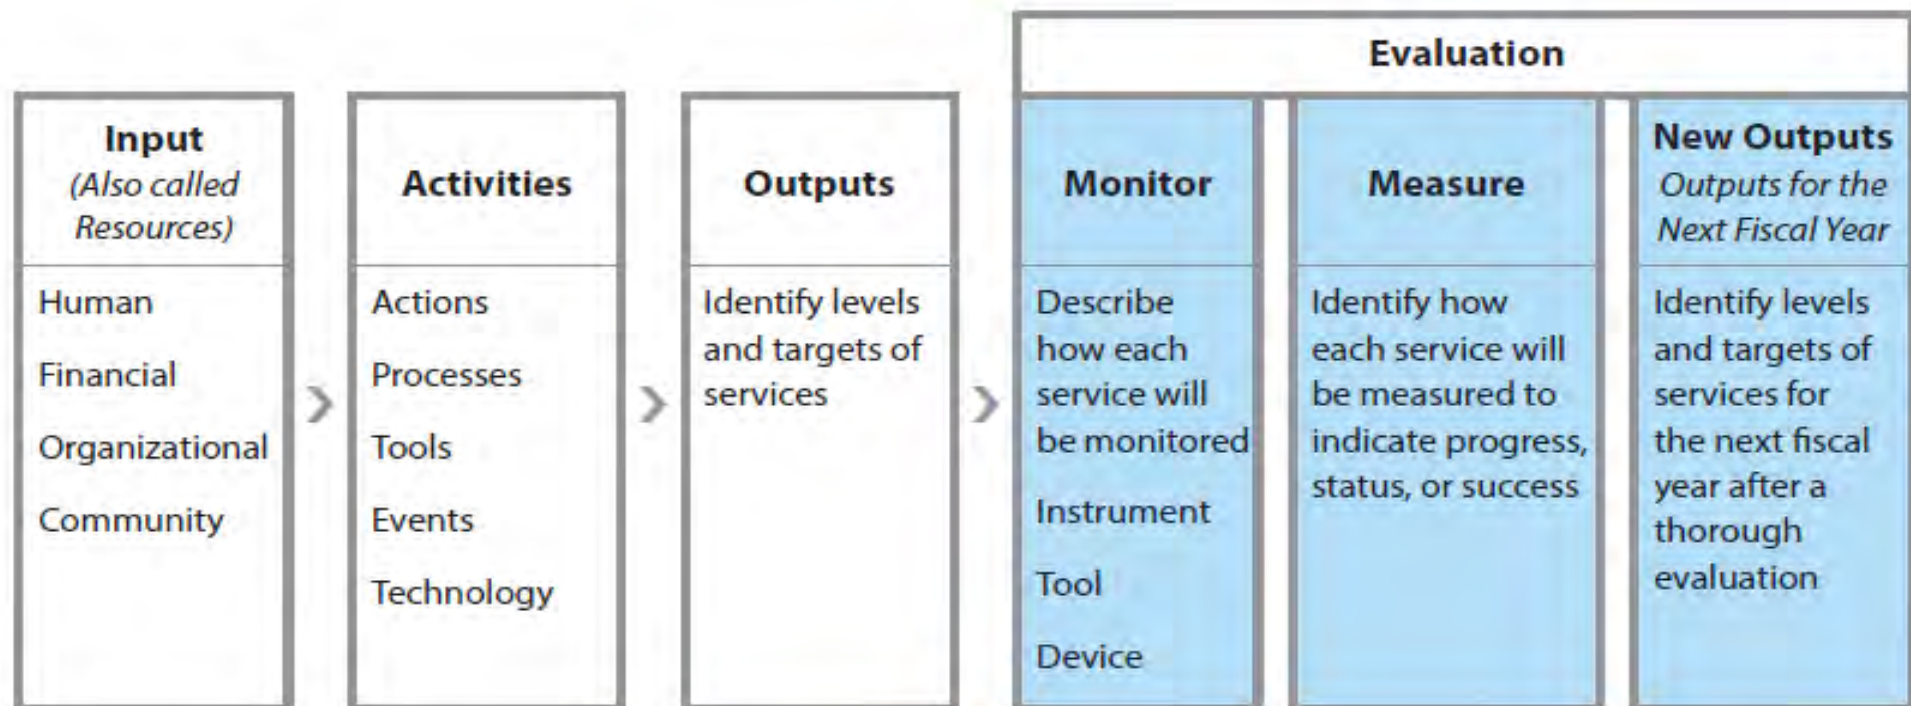 Evaluation
Input
(Also called
Resources)
Human
Financial
Organizational
Community
Activities
Actions
Processes
Tools
Events
Technology
Outputs
Identify levels
and targets of
services
Monitor
Describe
how each
service will
be monitored
Instrument
Tool
Device
Measure
Identify how
each service will
be measured to
indicate progress,
status, or success
New Outputs
Outputs for the
Next Fiscal Year
Identify levels
and targets of
services for
the next fiscal
year after a
thorough
evaluation